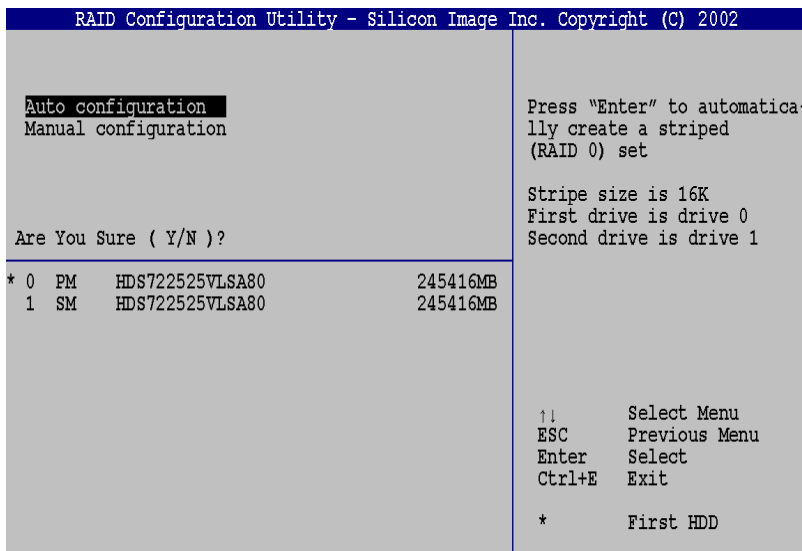 RAID Configuration Utility - Silicon Image Inc. Copyright (C) 2002
Auto configuration
Manual configuration
Are You Sure ( Y/N )?
Press “Enter” to automatica-
lly create a striped
(RAID 0) set
Stripe size is 16K
First drive is drive 0
Second drive is drive 1
* 0 PM HDS722525VLSA80 245416MB
1 SM HDS722525VLSA80 245416MB
↑↓ Select Menu
ESC Previous Menu
Enter Select
Ctrl+E Exit
* First HDD